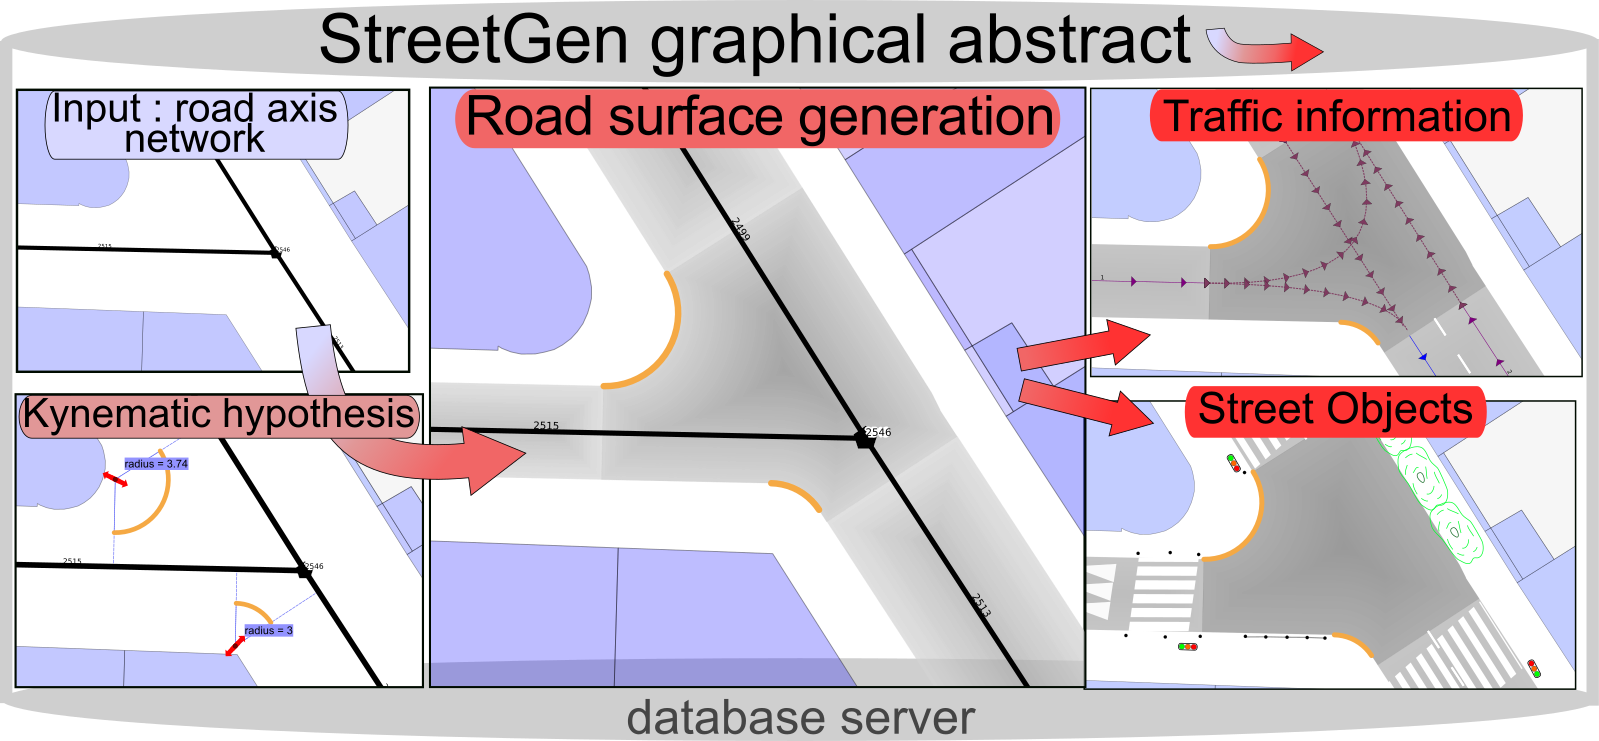 StreetGen graphical abstract
Input : road axis
network
2515
2546
Kynematic hypothesis
radius = 3.74
2515
2546
radius = 3
Road surface generation
2499
2515
2546
2513
Traffic information
1
Street Objects
database server